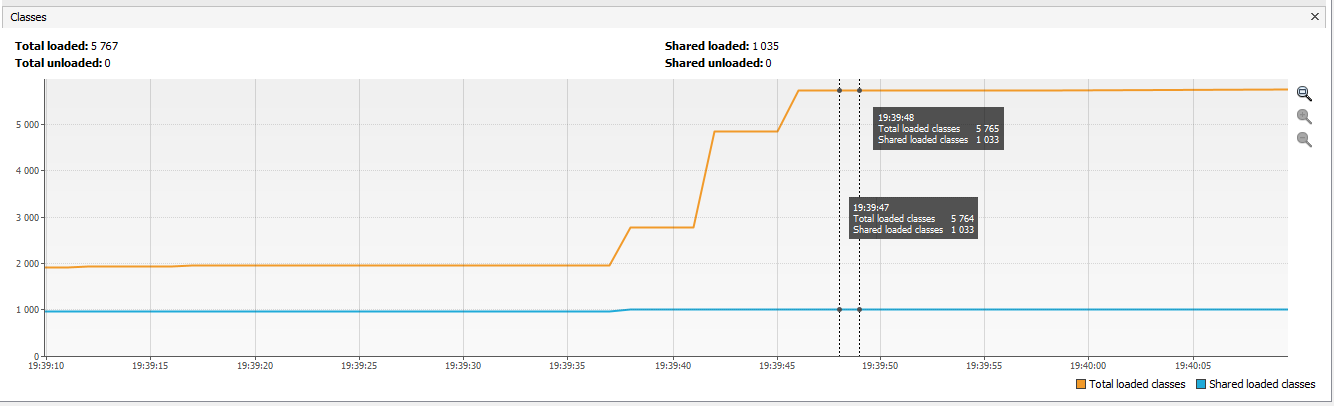 Classes
Total loaded: 5 767
Shared loaded: 1 035
Total unloaded: 0
Shared unloaded: 0
5 000
4 000
3 000
2 000
1 000
0
19:39:48
Total loaded classes 5 765
Shared loaded classes 1 033
19:39:47
Total loaded classes 5 764
Shared loaded classes 1 033
19:39:10 19:39:15 19:39:20 19:39:25 19:39:30 19:39:35 19:39:40 19:39:45 19:39:50 19:39:55 19:40:00 19:40:05
Total loaded classes Shared loaded classes